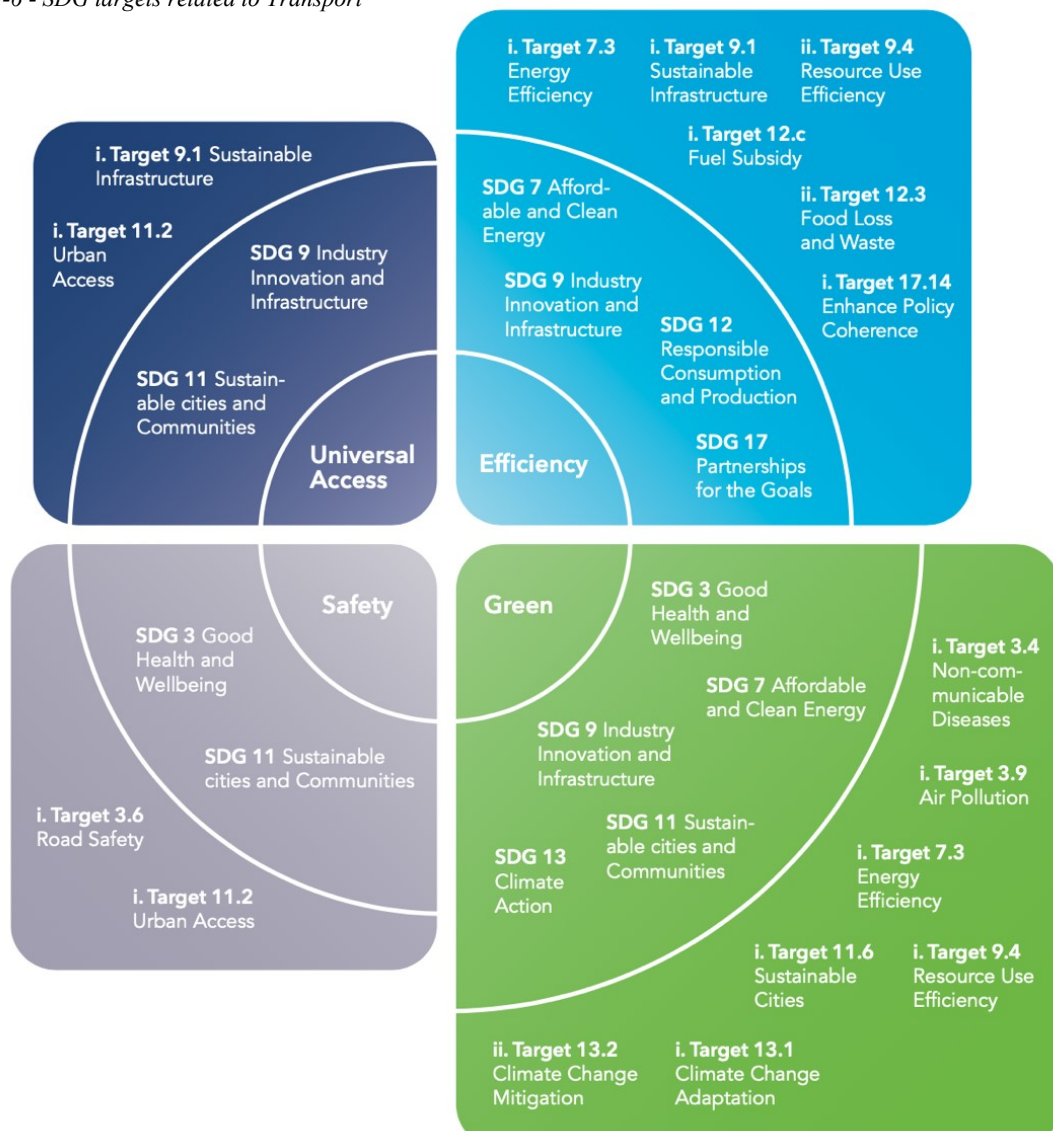 -6 - SDG targets related to Transport
i. Target 9.1 Sustainable
Infrastructure
i. Target 11.2
Urban
Access
SDG 9 Industry
Innovation and
Infrastructure
SDG 11 Sustain-
able cities and
Communities
Universal
Access
i. Target 7.3
Energy
Efficiency
i. Target 9.1
Sustainable
Infrastructure
ii. Target 9.4
Resource Use
Efficiency
i. Target 12.c
Fuel Subsidy
ii. Target 12.3
Food Loss
and Waste
i. Target 17.14
Enhance Policy
Coherence
SDG 7 Afford-
able and Clean
Energy
SDG 9 Industry
Innovation and
Infrastructure
SDG 12
Responsible
Consumption
and Production
SDG 17
Partnerships
for the Goals
Efficiency
Safety
SDG 3 Good
Health and
Wellbeing
SDG 11 Sustainable
cities and Communities
i. Target 3.6
Road Safety
i. Target 11.2
Urban Access
Green
SDG 3 Good
Health and
Wellbeing
SDG 7 Affordable
and Clean Energy
SDG 9 Industry
Innovation and
Infrastructure
SDG 11 Sustain-
able cities and
Communities
SDG 13
Climate
Action
i. Target 3.4
Non-com-
municable
Diseases
i. Target 3.9
Air Pollution
i. Target 7.3
Energy
Efficiency
i. Target 11.6
Sustainable
Cities
i. Target 9.4
Resource Use
Efficiency
ii. Target 13.2
Climate Change
Mitigation
i. Target 13.1
Climate Change
Adaptation